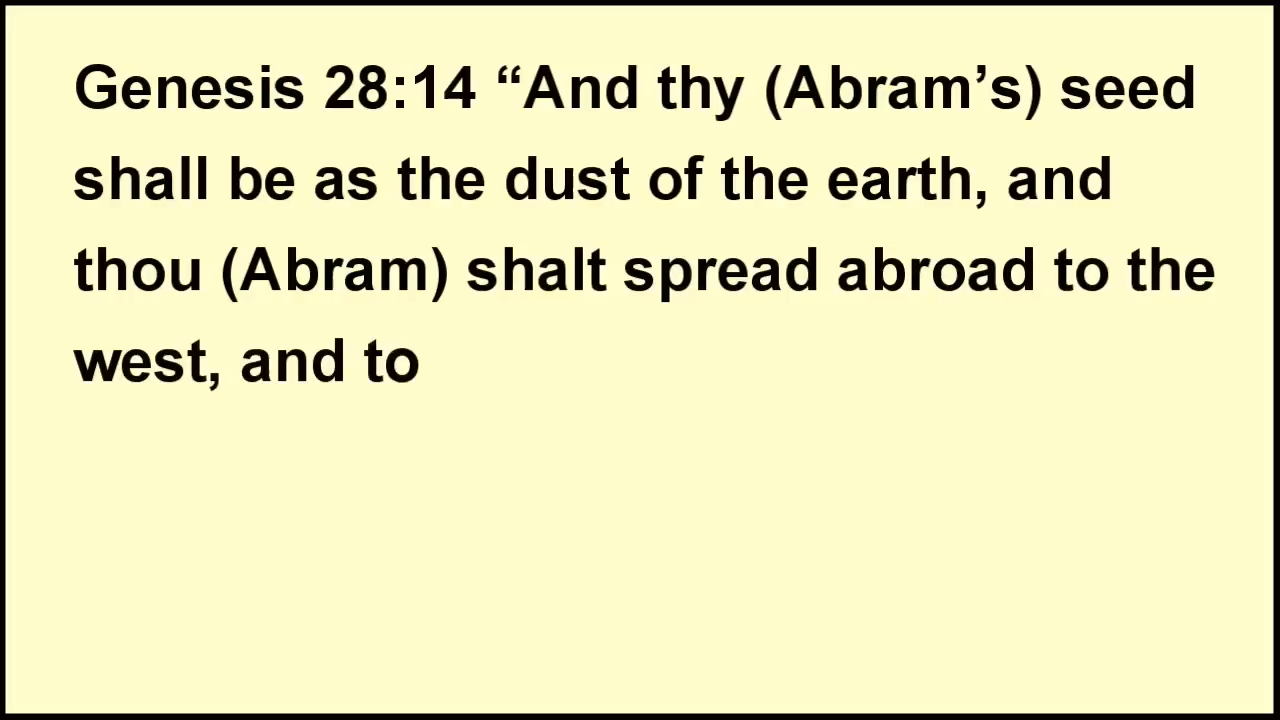 Genesis 28:14 “And thy (Abram’s) seed
shall be as the dust of the earth, and
thou (Abram) shalt spread abroad to the
west, and to